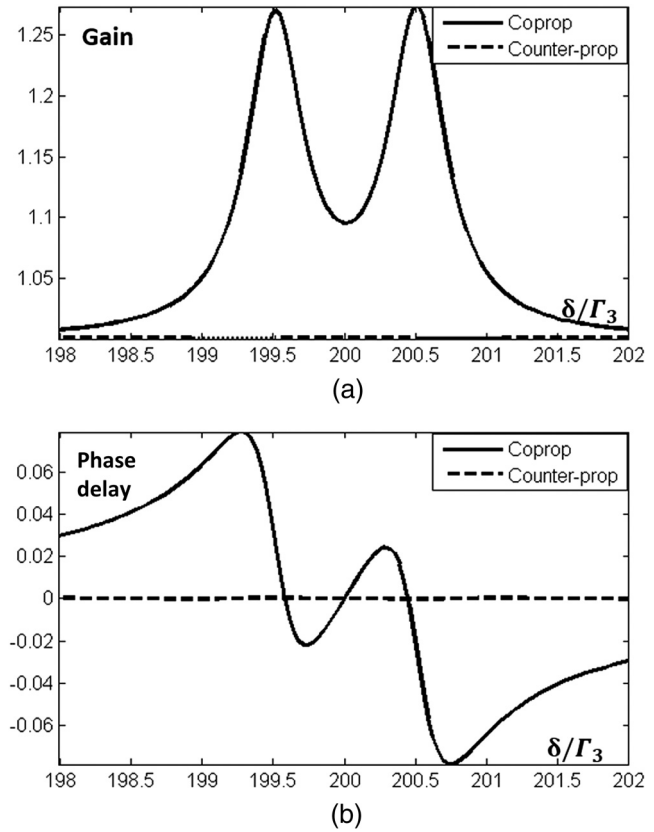 Gain
Coprop
Counter-prop
1.25
1.2
1.15
1.1
1.05
δ/Γ₃
198 198.5 199 199.5 200 200.5 201 201.5 202
(a)
Phase
delay
Coprop
Counter-prop
0.06
0.04
0.02
0
-0.02
-0.04
-0.06
δ/Γ₃
198 198.5 199 199.5 200 200.5 201 201.5 202
(b)